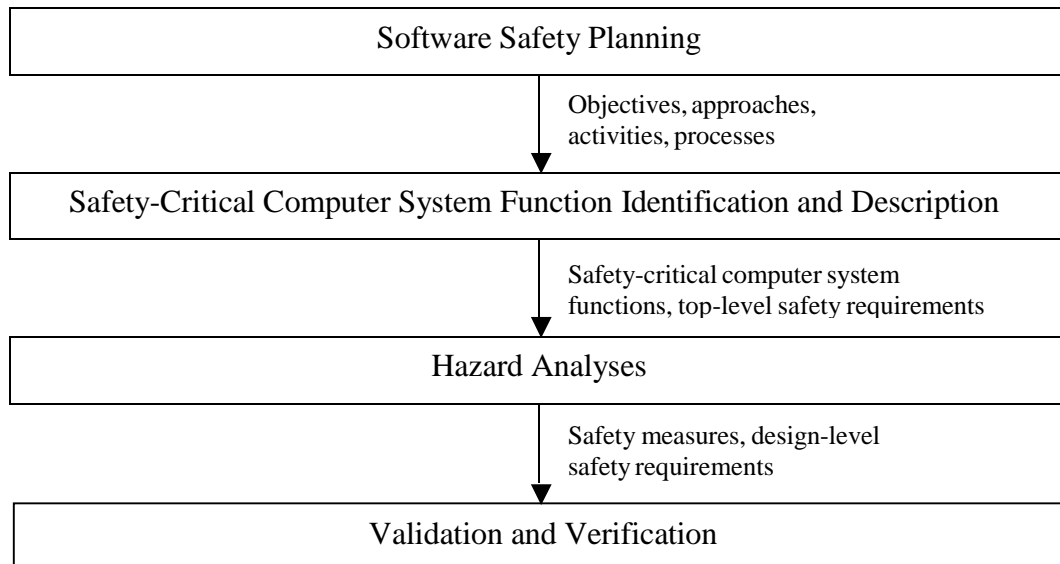 Software Safety Planning
Objectives, approaches,
activities, processes
Safety-Critical Computer System Function Identification and Description
Safety-critical computer system
functions, top-level safety requirements
Hazard Analyses
Safety measures, design-level
safety requirements
Validation and Verification